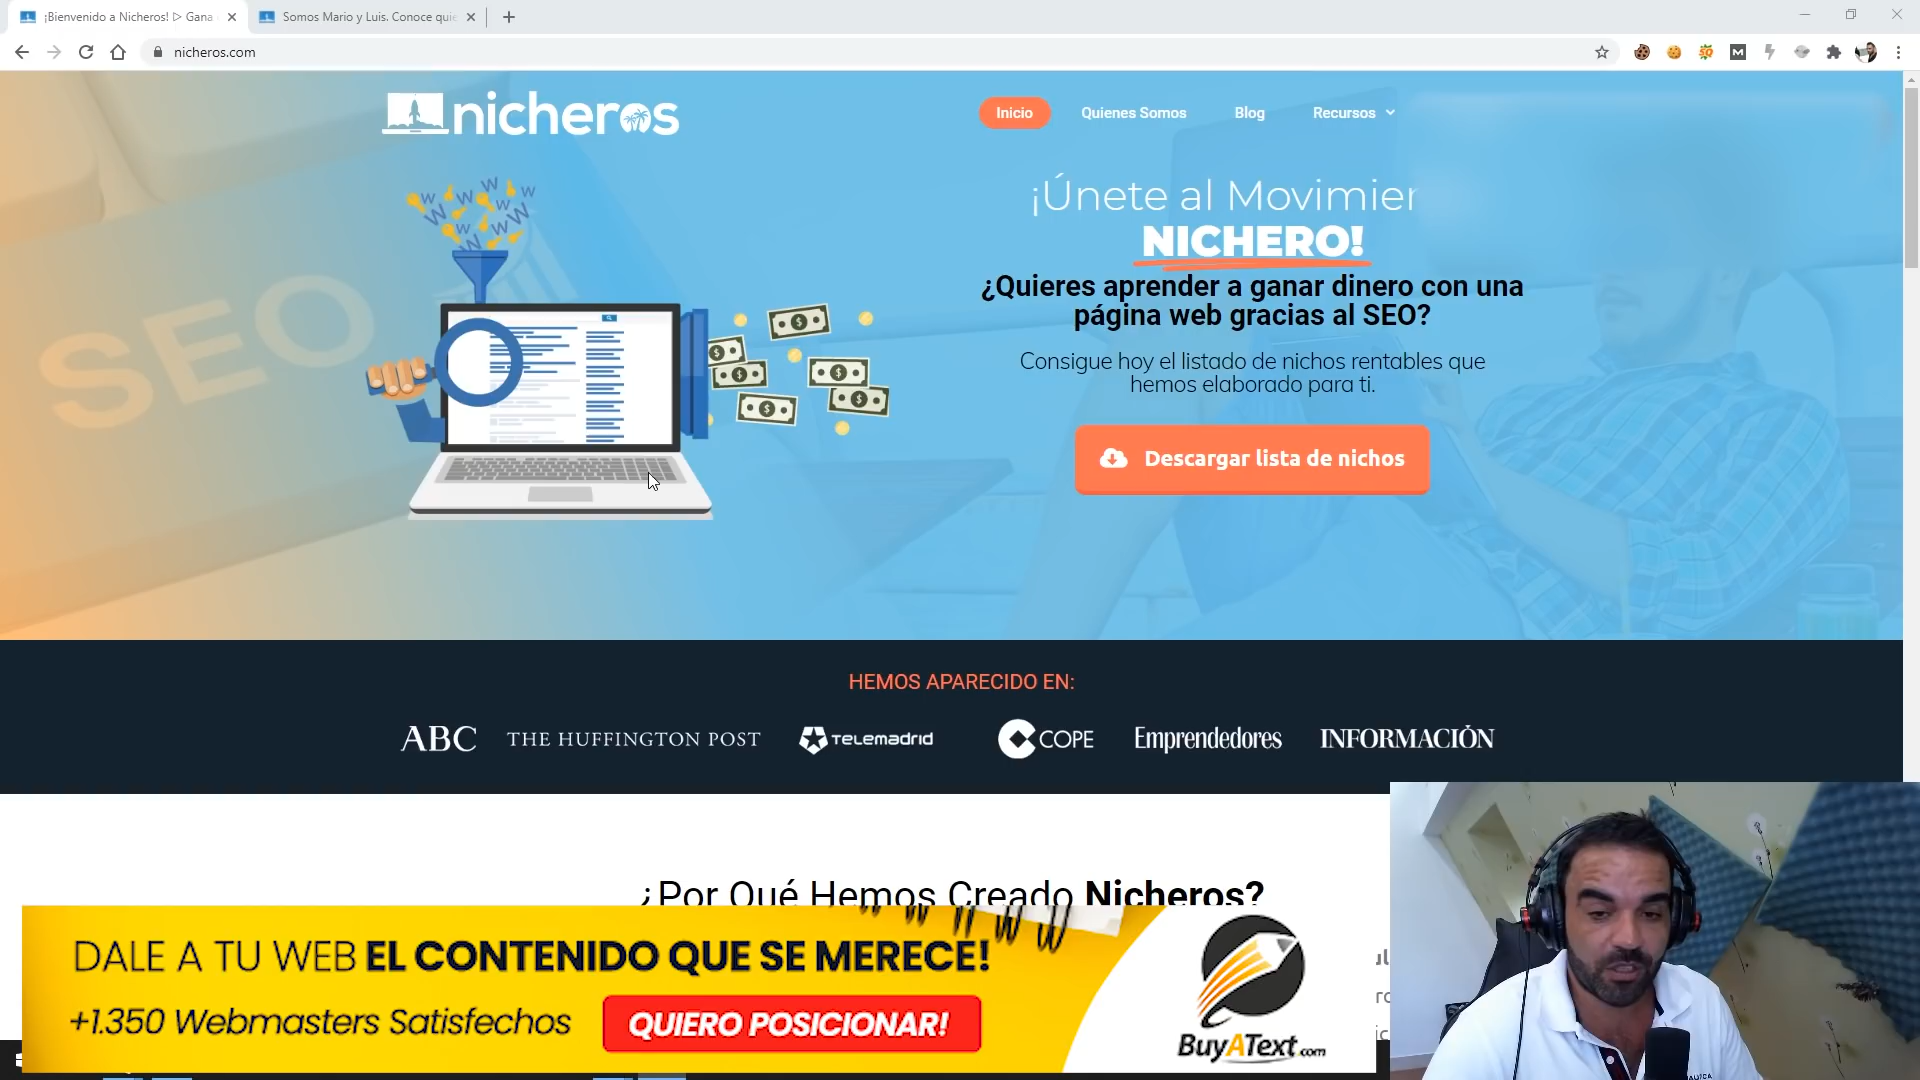 ¡Bienvenido a Nicheros! ▷ Gana
Somos Mario y Luis. Conoce quie
nicheros.com
nicheros
Inicio
Quienes Somos
Blog
Recursos
¡Únete al Movimier
NICHERO!
¿Quieres aprender a ganar dinero con una
página web gracias al SEO?
Consigue hoy el listado de nichos rentables que
hemos elaborado para ti.
Descargar lista de nichos
SEO
HEMOS APARECIDO EN:
ABC
THE HUFFINGTON POST
TELEMADRID
COPE
Emprendedores
INFORMACIÓN
¿Por Qué Hemos Creado Nicheros?
DALE A TU WEB EL CONTENIDO QUE SE MERECE!
+1.350 Webmasters Satisfechos
QUIERO POSICIONAR!
BuyAText.com